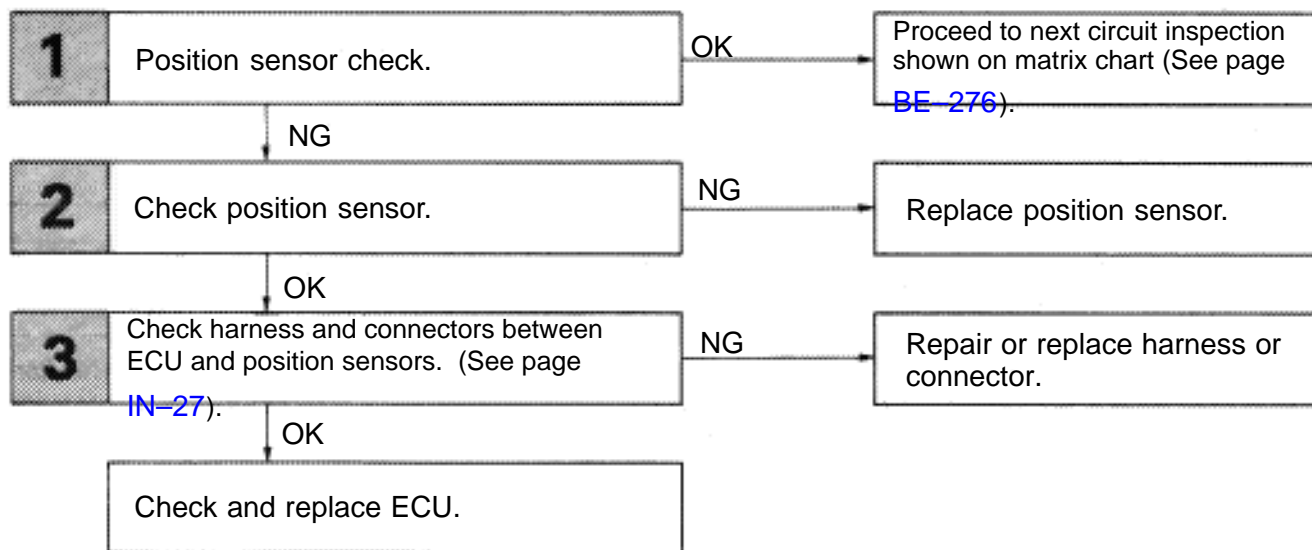 1
Position sensor check.
OK
Proceed to next circuit inspection
shown on matrix chart (See page
BE–276).
NG
2
Check position sensor.
NG
Replace position sensor.
OK
3
Check harness and connectors between
ECU and position sensors. (See page
IN–27).
NG
Repair or replace harness or
connector.
OK
Check and replace ECU.